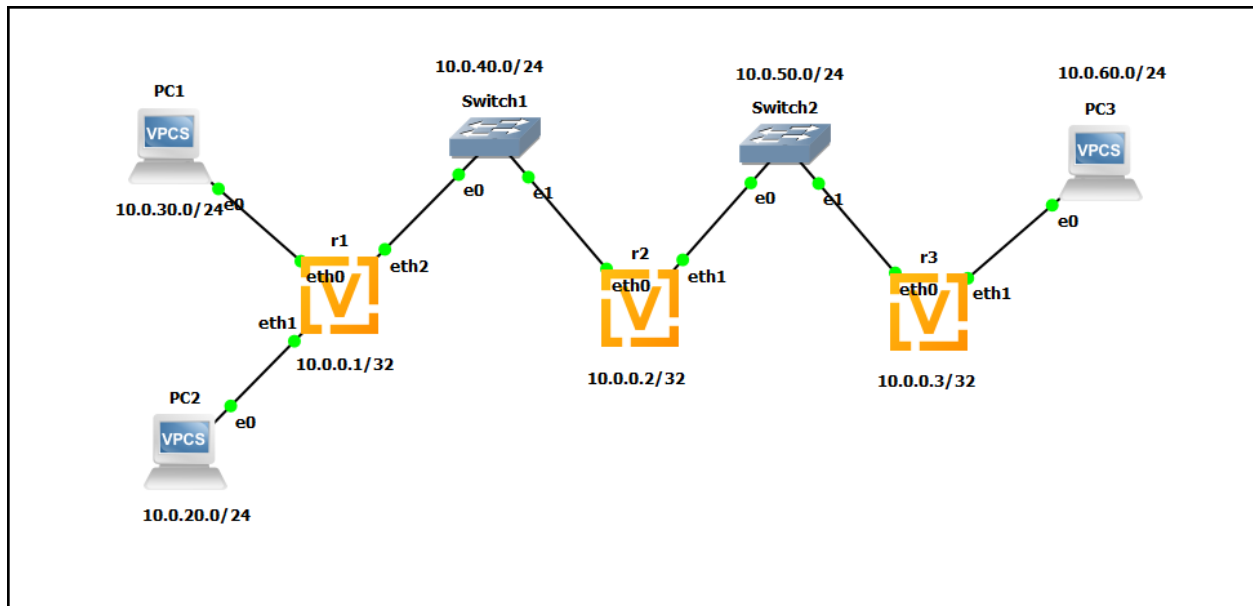 10.0.40.0/24
10.0.50.0/24
10.0.60.0/24
PC1
Switch1
Switch2
PC3
VPCS
VPCS
e0
e1
e0
e1
e0
10.0.30.0/24
e0
r1
eth0
eth2
r2
eth0
eth1
r3
eth0
eth1
V
V
V
eth1
10.0.0.1/32
10.0.0.2/32
10.0.0.3/32
PC2
e0
VPCS
10.0.20.0/24